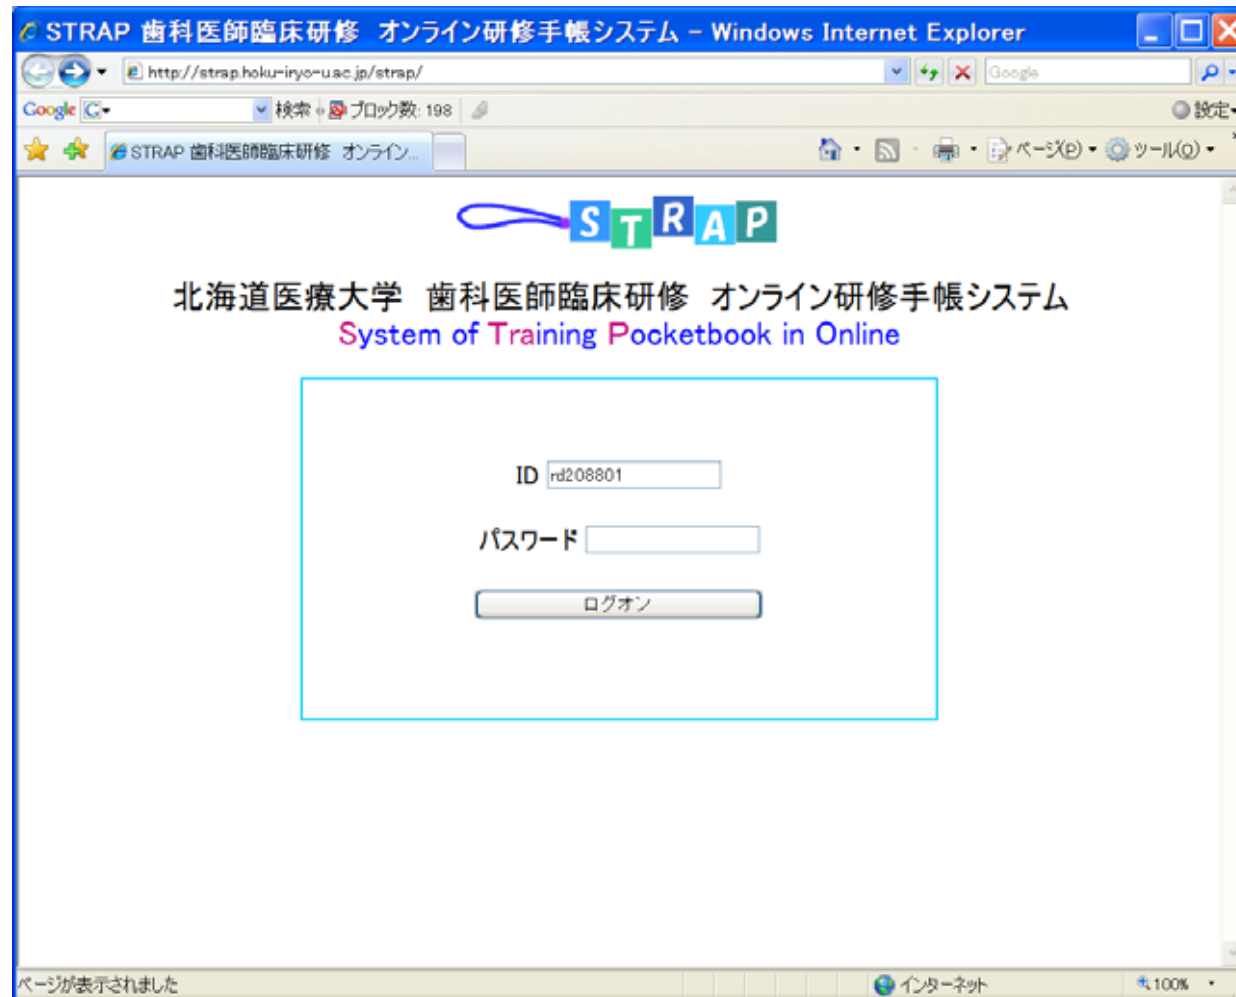 STRAP 歯科医師臨床研修 オンライン研修手帳システム - Windows Internet Explorer
http://strap.hoku-iryo-u.ac.jp/strap/ Google
Google 検索 ブロック数: 198 設定
STRAP 歯科医師臨床研修 オンライン... ページ(P) ツール(O)
STRAP
北海道医療大学 歯科医師臨床研修 オンライン研修手帳システム
System of Training Pocketbook in Online
ID rd208801
パスワード
ログオン
ページが表示されました インターネット 100%